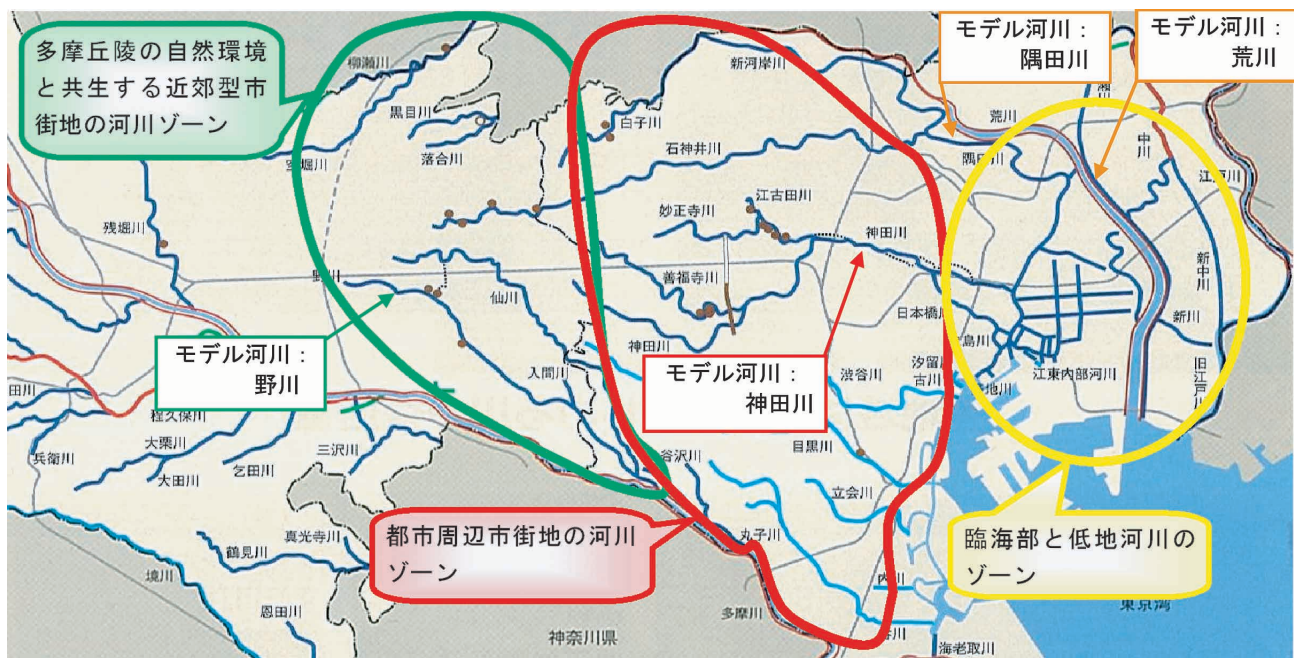 多摩丘陵の自然環境
と共生する近郊型市
街地の河川ゾーン
モデル河川：
隅田川
モデル河川：
荒川
柳瀬川
黒目川
落合川
空堀川
新河岸川
白子川
石神井川
荒川
隅田川
中川
江戸川
残堀川
江古田川
妙正寺川
神田川
善福寺川
野川
仙川
新中川
日本橋川
新川
モデル河川：
野川
神田川
入間川
モデル河川：
神田川
渋谷川
汐留川
古川
江東内部河川
旧江戸川
程久保川
大栗川
乞田川
三沢川
兵衛川
大田川
谷沢川
目黒川
立会川
都市周辺市街地の河川
ゾーン
丸子川
臨海部と低地河川の
ゾーン
真光寺川
鶴見川
境川
恩田川
内川
多摩川
東京湾
神奈川県
海老取川